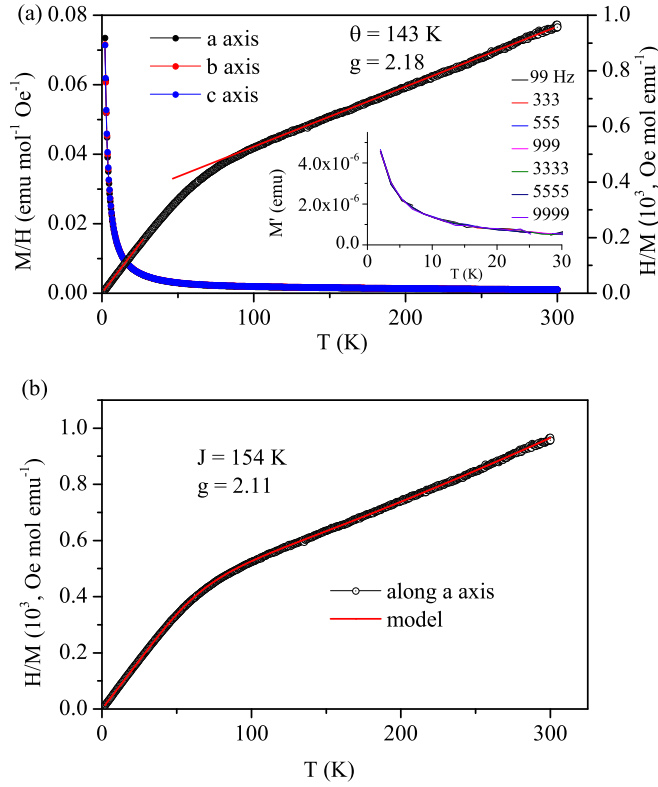 (a)
0.08
0.06
0.04
0.02
0.00
M/H (emu mol⁻¹ Oe⁻¹)
a axis
b axis
c axis
θ = 143 K
g = 2.18
99 Hz
333
555
999
3333
5555
9999
4.0x10⁻⁶
2.0x10⁻⁶
0.0
M' (emu)
0 10 20 30
T (K)
1.0
0.8
0.6
0.4
0.2
0.0
H/M (10³, Oe mol emu⁻¹)
0 100 200 300
T (K)
(b)
1.0
0.8
0.6
0.4
0.2
0.0
H/M (10³, Oe mol emu⁻¹)
J = 154 K
g = 2.11
along a axis
model
0 100 200 300
T (K)